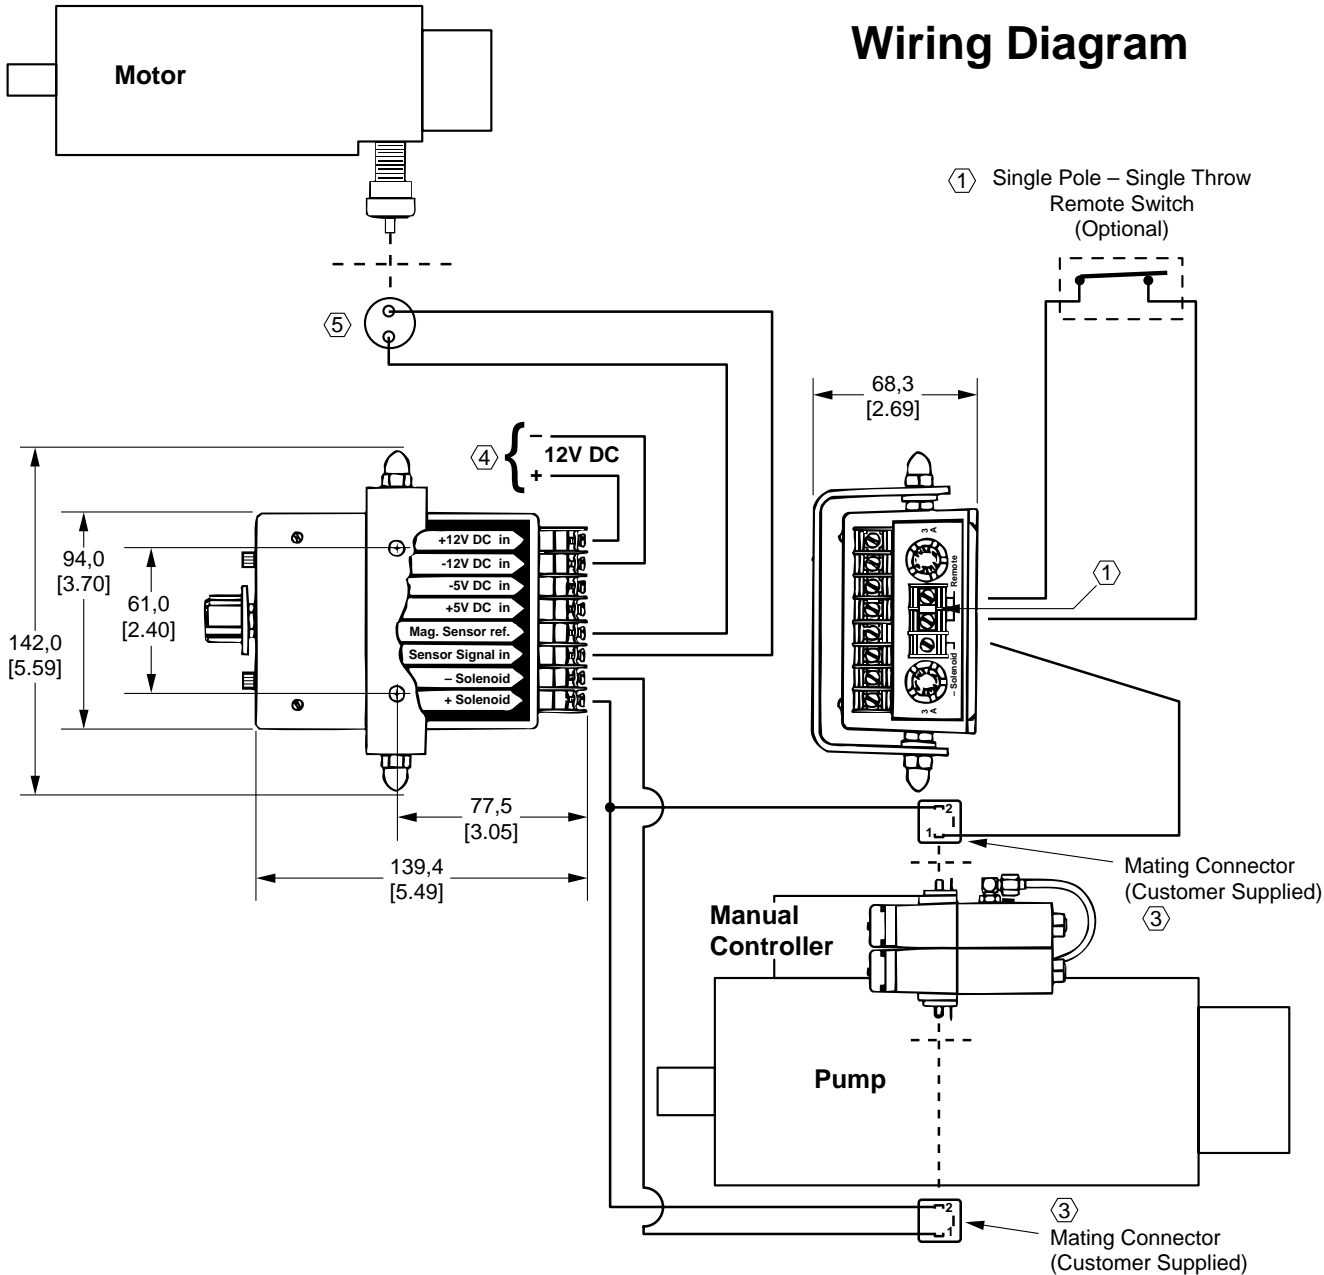 Wiring Diagram
Motor
1
Single Pole – Single Throw
Remote Switch
(Optional)
5
68,3
[2.69]
4
–
12V DC
+
+12V DC in
-12V DC in
-5V DC in
+5V DC in
Mag. Sensor ref.
Sensor Signal in
– Solenoid
+ Solenoid
94,0
[3.70]
61,0
[2.40]
142,0
[5.59]
3 A
Remote
1
– Solenoid
3 A
77,5
[3.05]
139,4
[5.49]
2
1
Mating Connector
(Customer Supplied)
3
Manual
Controller
Pump
2
1
3
Mating Connector
(Customer Supplied)